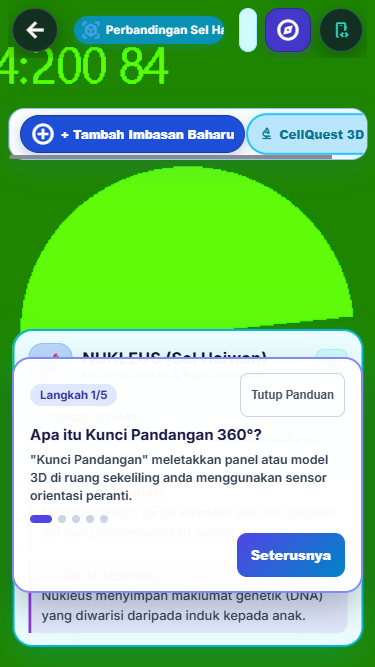 Perbandingan Sel Ha
4:200 84
+ Tambah Imbasan Baharu
CellQuest 3D
NUKLEUS (Sel Haiwan)
Langkah 1/5
Tutup Panduan
Apa itu Kunci Pandangan 360°?
"Kunci Pandangan" meletakkan panel atau model
3D di ruang sekeliling anda menggunakan sensor
orientasi peranti.
Seterusnya
Nukleus menyimpan maklumat genetik (DNA)
yang diwarisi daripada induk kepada anak.